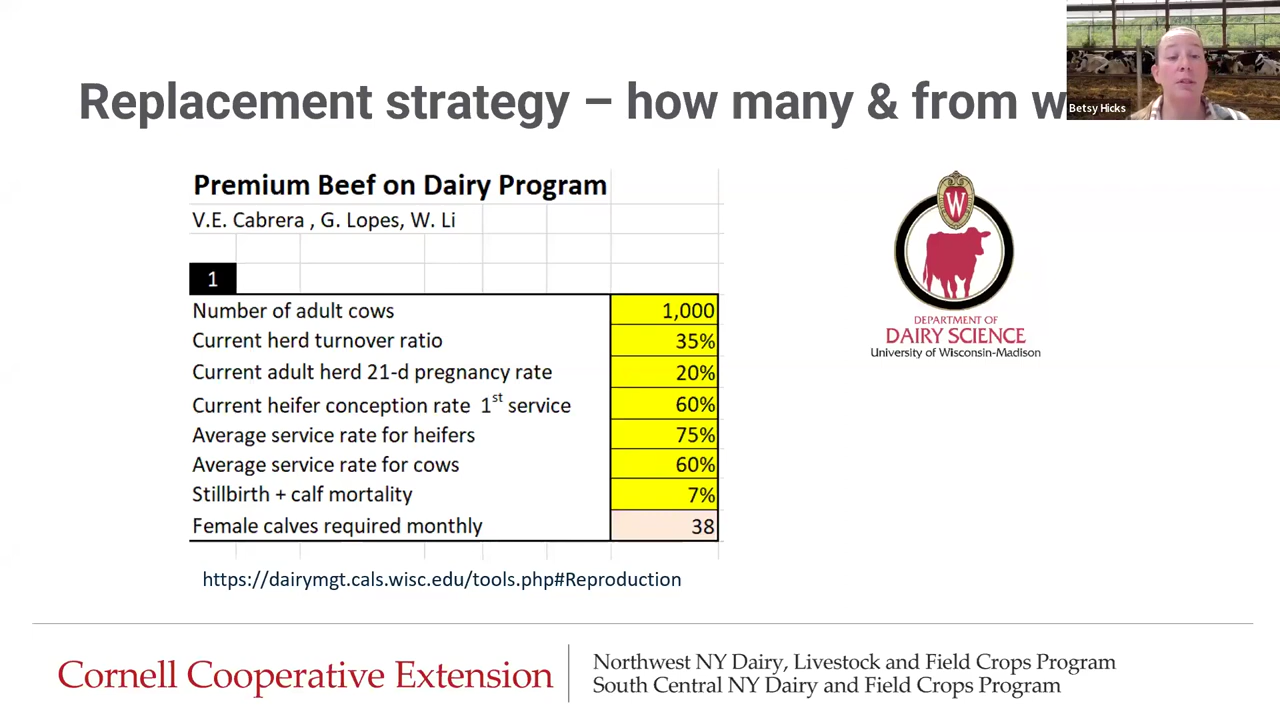 Replacement strategy – how many & from w
Betsy Hicks
Premium Beef on Dairy Program
V.E. Cabrera , G. Lopes, W. Li
1
Number of adult cows 1,000
Current herd turnover ratio 35%
Current adult herd 21-d pregnancy rate 20%
Current heifer conception rate 1st service 60%
Average service rate for heifers 75%
Average service rate for cows 60%
Stillbirth + calf mortality 7%
Female calves required monthly 38
https://dairymgt.cals.wisc.edu/tools.php#Reproduction
W
DEPARTMENT OF
DAIRY SCIENCE
University of Wisconsin-Madison
Cornell Cooperative Extension
Northwest NY Dairy, Livestock and Field Crops Program
South Central NY Dairy and Field Crops Program